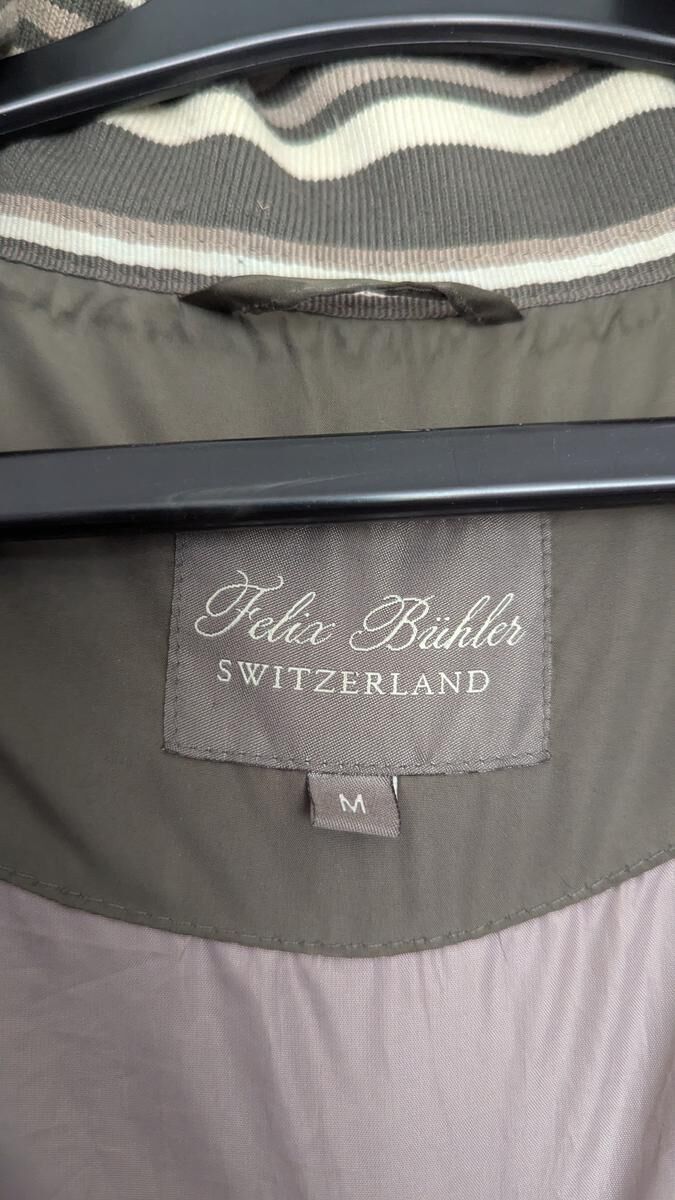 Felix Bühler
SWITZERLAND
M